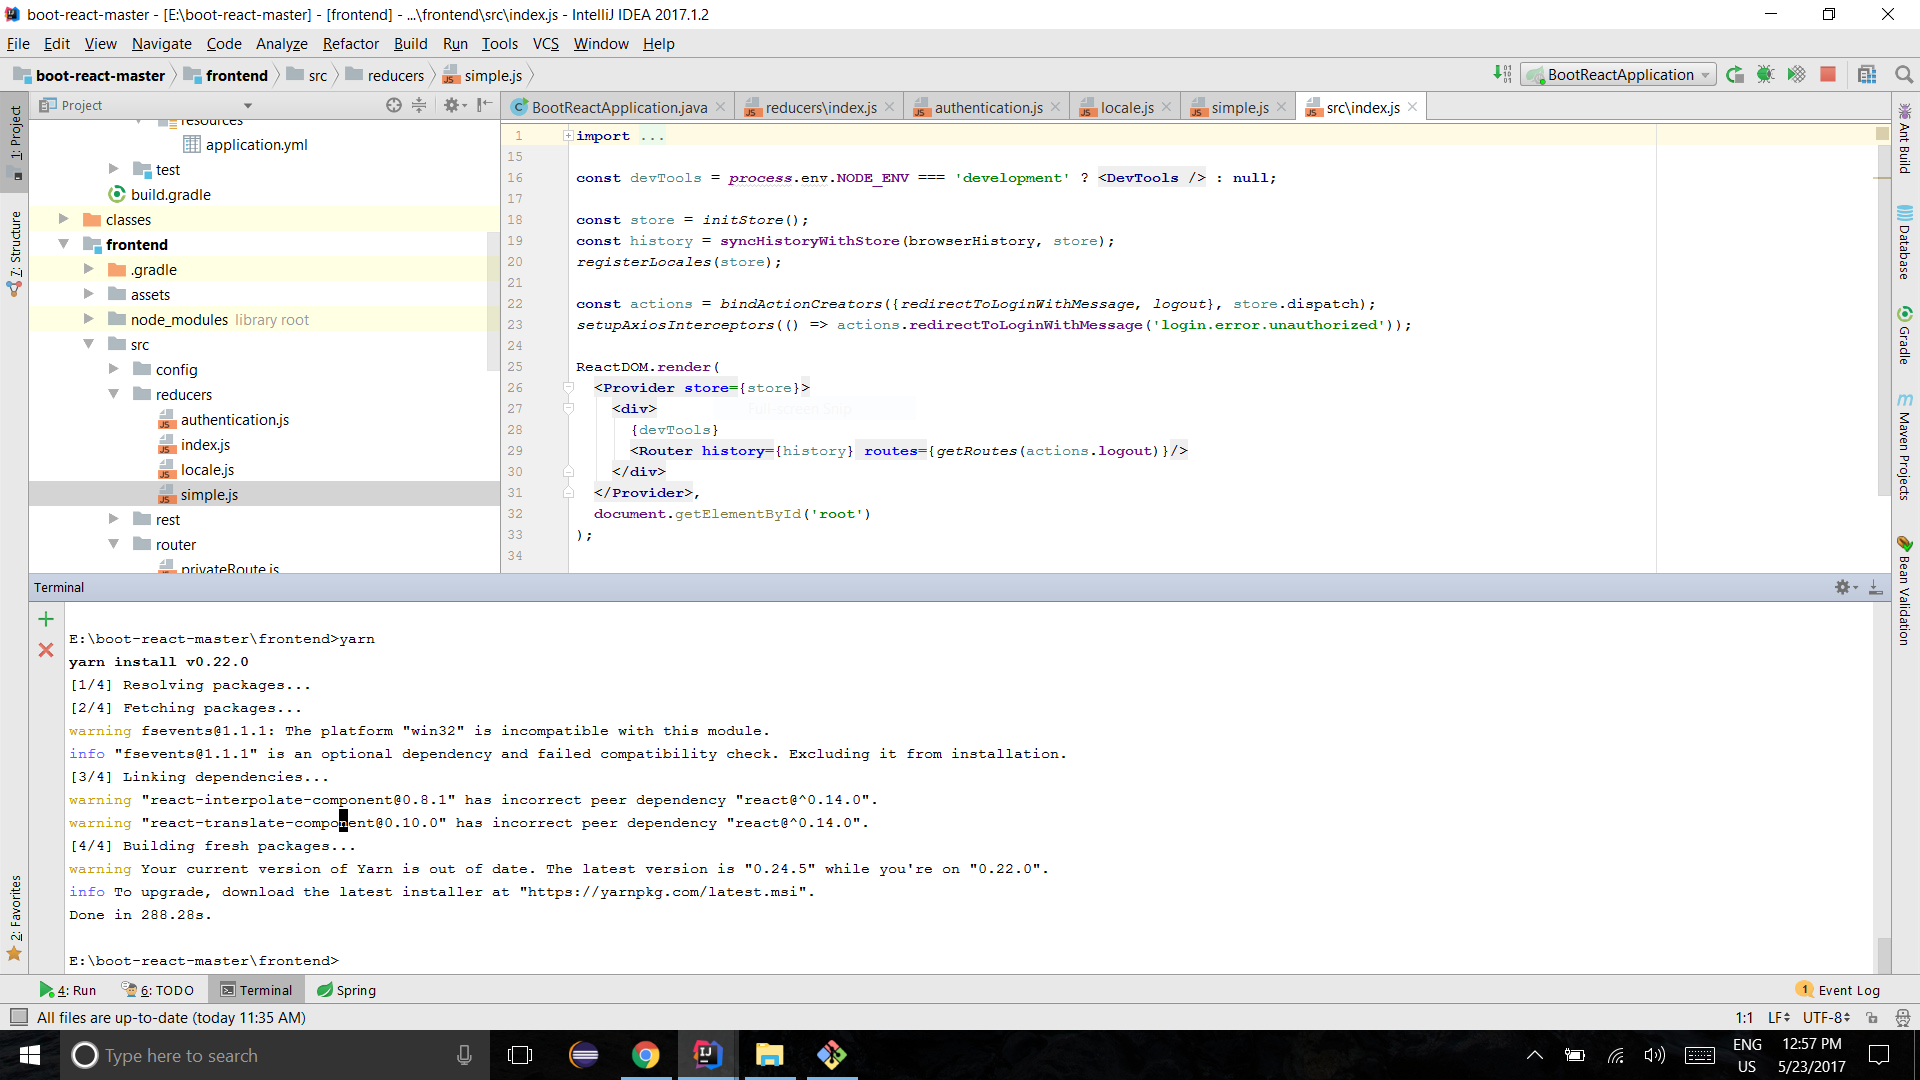 boot-react-master - [E:\boot-react-master] - [frontend] - ...\frontend\src\index.js - IntelliJ IDEA 2017.1.2
File Edit View Navigate Code Analyze Refactor Build Run Tools VCS Window Help
boot-react-master frontend src reducers simple.js BootReactApplication
Project
BootReactApplication.java reducers\index.js authentication.js locale.js simple.js src\index.js
1: Project
7: Structure
2: Favorites
resources
application.yml
test
build.gradle
classes
frontend
.gradle
assets
node_modules library root
src
config
reducers
authentication.js
index.js
locale.js
simple.js
rest
router
privateRoute.js
1 import ...
15
16 const devTools = process.env.NODE_ENV === 'development' ? <DevTools /> : null;
17
18 const store = initStore();
19 const history = syncHistoryWithStore(browserHistory, store);
20 registerLocales(store);
21
22 const actions = bindActionCreators({redirectToLoginWithMessage, logout}, store.dispatch);
23 setupAxiosInterceptors(() => actions.redirectToLoginWithMessage('login.error.unauthorized'));
24
25 ReactDOM.render(
26 <Provider store={store}>
27 <div>
28 {devTools}
29 <Router history={history} routes={getRoutes(actions.logout)}/>
30 </div>
31 </Provider>,
32 document.getElementById('root')
33 );
34
Ant Build
Database
Gradle
Maven Projects
Bean Validation
Terminal
E:\boot-react-master\frontend>yarn
yarn install v0.22.0
[1/4] Resolving packages...
[2/4] Fetching packages...
warning fsevents@1.1.1: The platform "win32" is incompatible with this module.
info "fsevents@1.1.1" is an optional dependency and failed compatibility check. Excluding it from installation.
[3/4] Linking dependencies...
warning "react-interpolate-component@0.8.1" has incorrect peer dependency "react@^0.14.0".
warning "react-translate-component@0.10.0" has incorrect peer dependency "react@^0.14.0".
[4/4] Building fresh packages...
warning Your current version of Yarn is out of date. The latest version is "0.24.5" while you're on "0.22.0".
info To upgrade, download the latest installer at "https://yarnpkg.com/latest.msi".
Done in 288.28s.
E:\boot-react-master\frontend>
4: Run 6: TODO Terminal Spring 1 Event Log
All files are up-to-date (today 11:35 AM) 1:1 LF UTF-8
Type here to search
ENG
US
12:57 PM
5/23/2017